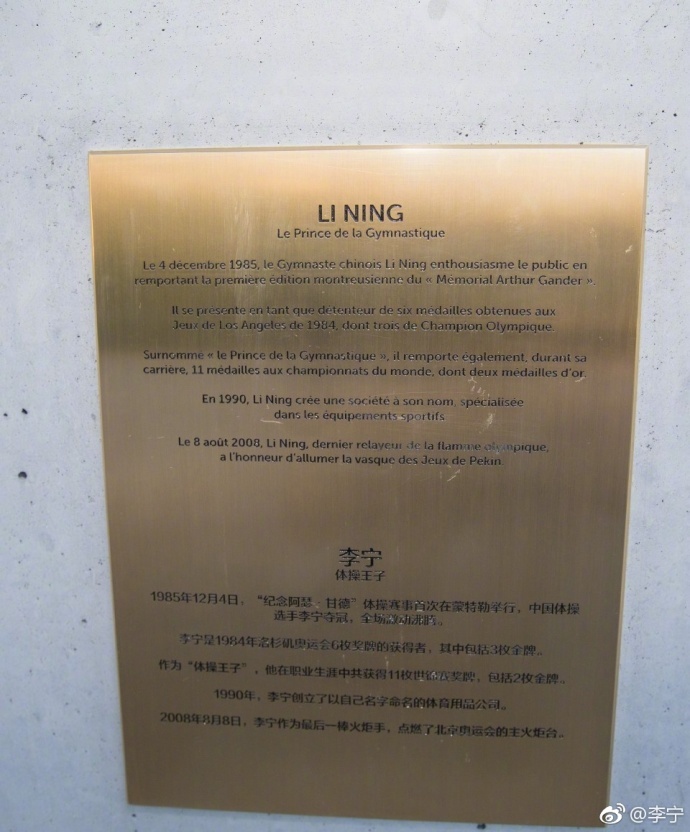 LI NING
Le Prince de la Gymnastique
Le 4 décembre 1985, le Gymnaste chinois Li Ning enthousiasme le public en
remportant la première édition montreusienne du « Mémorial Arthur Gander ».
Il se présente en tant que détenteur de six médailles obtenues aux
Jeux de Los Angeles de 1984, dont trois de Champion Olympique.
Surnommé « le Prince de la Gymnastique », il remporte également, durant sa
carrière, 11 médailles aux championnats du monde, dont deux médailles d'or.
En 1990, Li Ning crée une société à son nom, spécialisée
dans les équipements sportifs.
Le 8 août 2008, Li Ning, dernier relayeur de la flamme olympique,
a l'honneur d'allumer la vasque des Jeux de Pékin.
李宁
体操王子
1985年12月4日，“纪念阿瑟·甘德”体操赛事首次在蒙特勒举行，中国体操
选手李宁夺冠，全场激动沸腾。
李宁是1984年洛杉矶奥运会6枚奖牌的获得者，其中包括3枚金牌。
作为“体操王子”，他在职业生涯中共获得11枚世锦赛奖牌，包括2枚金牌。
1990年，李宁创立了以自己名字命名的体育用品公司。
2008年8月8日，李宁作为最后一棒火炬手，点燃了北京奥运会的主火炬台。
@李宁